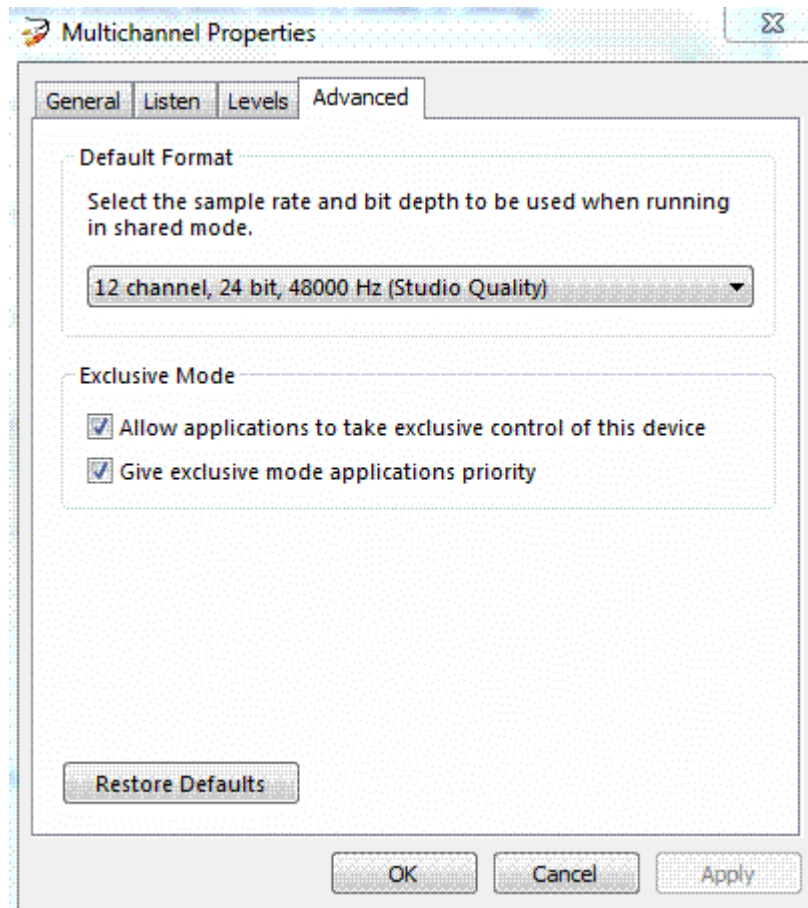 Multichannel Properties
General Listen Levels Advanced
Default Format
Select the sample rate and bit depth to be used when running
in shared mode.
12 channel, 24 bit, 48000 Hz (Studio Quality)
Exclusive Mode
Allow applications to take exclusive control of this device
Give exclusive mode applications priority
Restore Defaults
OK Cancel Apply